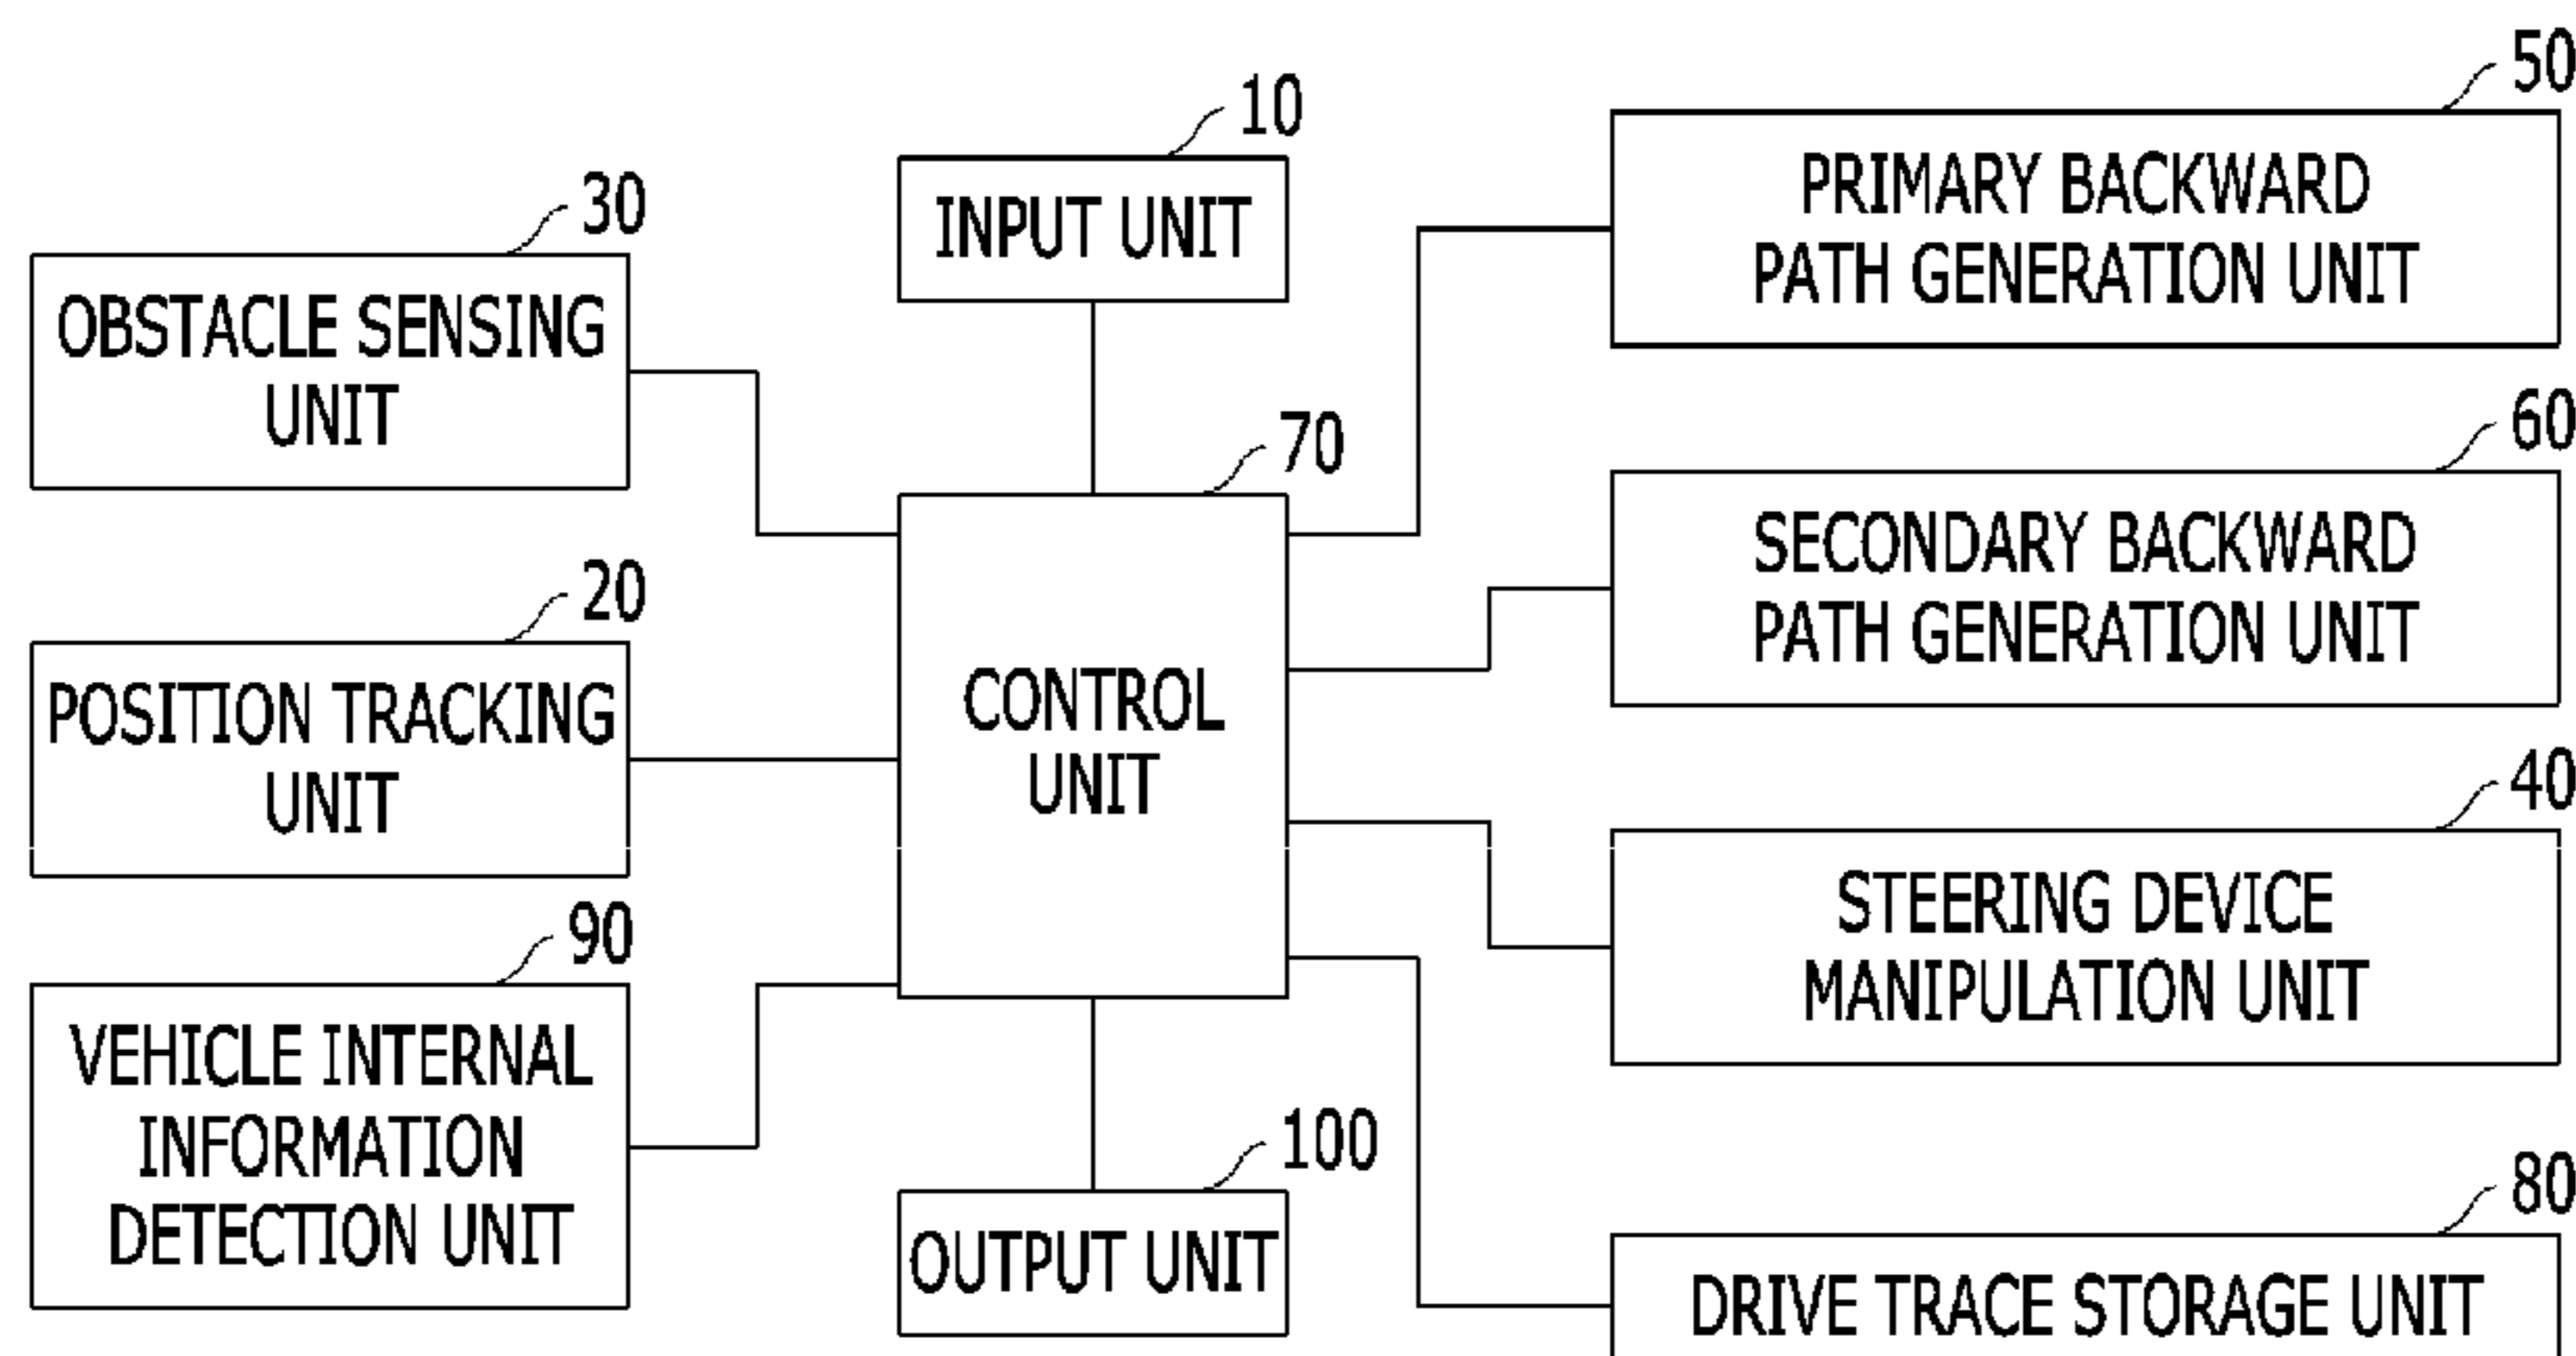 30
OBSTACLE SENSING
UNIT
20
POSITION TRACKING
UNIT
90
VEHICLE INTERNAL
INFORMATION
DETECTION UNIT
10
INPUT UNIT
70
CONTROL
UNIT
100
OUTPUT UNIT
50
PRIMARY BACKWARD
PATH GENERATION UNIT
60
SECONDARY BACKWARD
PATH GENERATION UNIT
40
STEERING DEVICE
MANIPULATION UNIT
80
DRIVE TRACE STORAGE UNIT